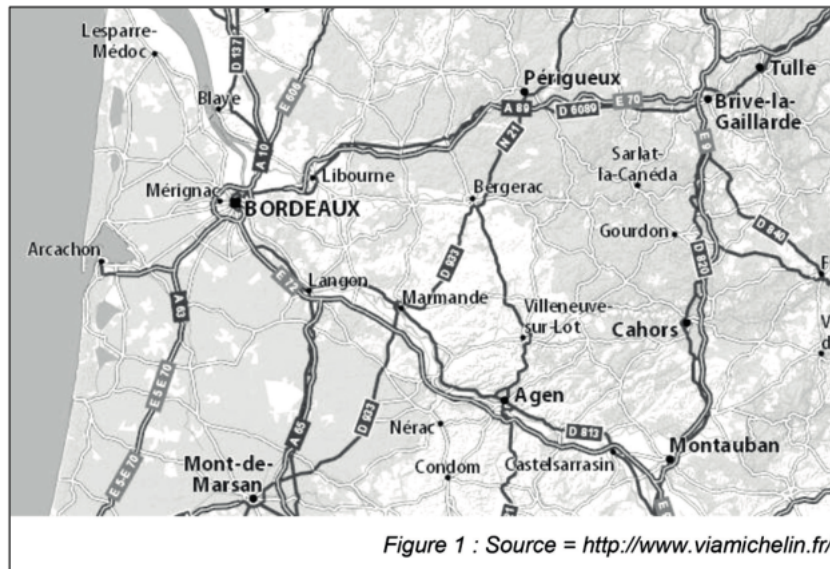 Lesparre-
Médoc
D 137
E 606
Blaye
A 10
Périgueux
A 89
D 6089
E 70
Tulle
Brive-la-
Gaillarde
E 9
N 21
Libourne
Mérignac
BORDEAUX
Bergerac
Sarlat-
la-Canéda
Gourdon
D 840
D 820
Arcachon
A 63
E 72
Langon
D 933
Marmande
Villeneuve-
sur-Lot
Cahors
E 5-E 70
A 65
D 933
Agen
Nérac
D 813
Montauban
Mont-de-
Marsan
Condom
Castelsarrasin
E 5-E 70
Figure 1 : Source = http://www.viamichelin.fr/